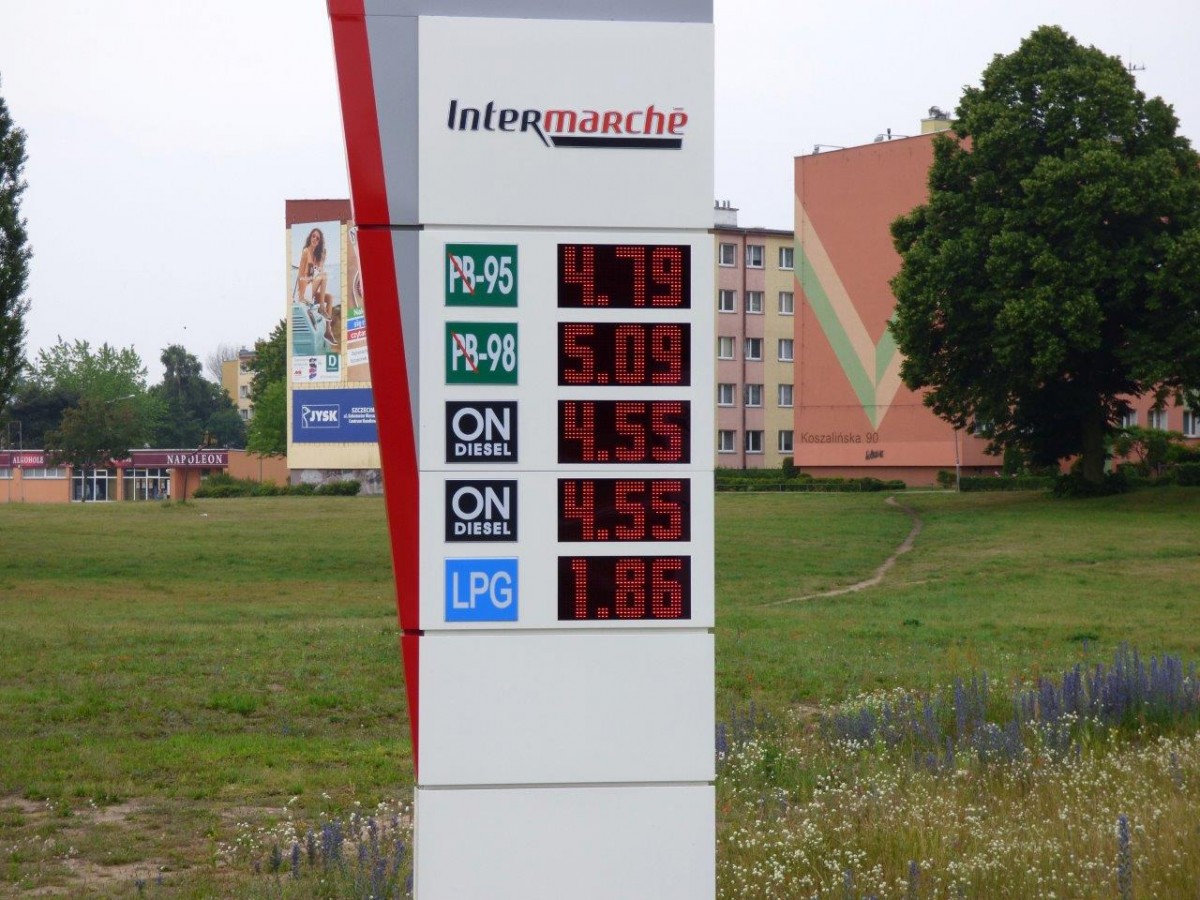 Intermarchē
PB-95 4.79
PB-98 5.09
ON
DIESEL 4.55
ON
DIESEL 4.55
LPG 1.86
JYSK
SZCZECIN
ALKOHOLE
NAPOLEON
Koszalińska 90